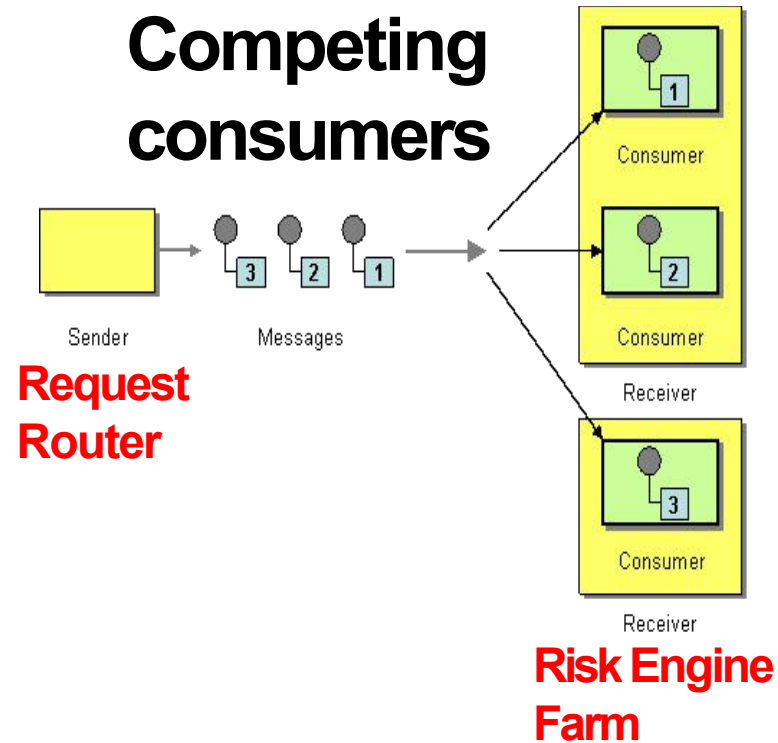 Competing
consumers
1
Consumer
3
2
1
2
Sender
Messages
Consumer
Request
Router
Receiver
3
Consumer
Receiver
Risk Engine
Farm